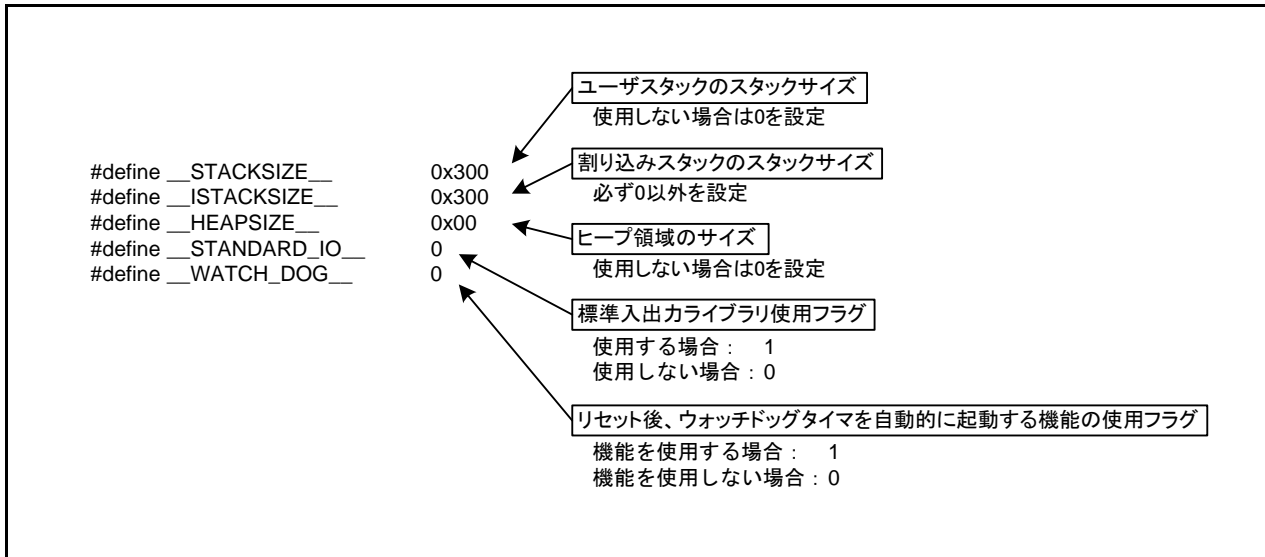 ユーザスタックのスタックサイズ
使用しない場合は0を設定
#define __STACKSIZE__ 0x300
割り込みスタックのスタックサイズ
#define __ISTACKSIZE__ 0x300
必ず0以外を設定
#define __HEAPSIZE__ 0x00
ヒープ領域のサイズ
#define __STANDARD_IO__ 0
使用しない場合は0を設定
#define __WATCH_DOG__ 0
標準入出力ライブラリ使用フラグ
使用する場合： 1
使用しない場合：0
リセット後、ウォッチドッグタイマを自動的に起動する機能の使用フラグ
機能を使用する場合： 1
機能を使用しない場合：0